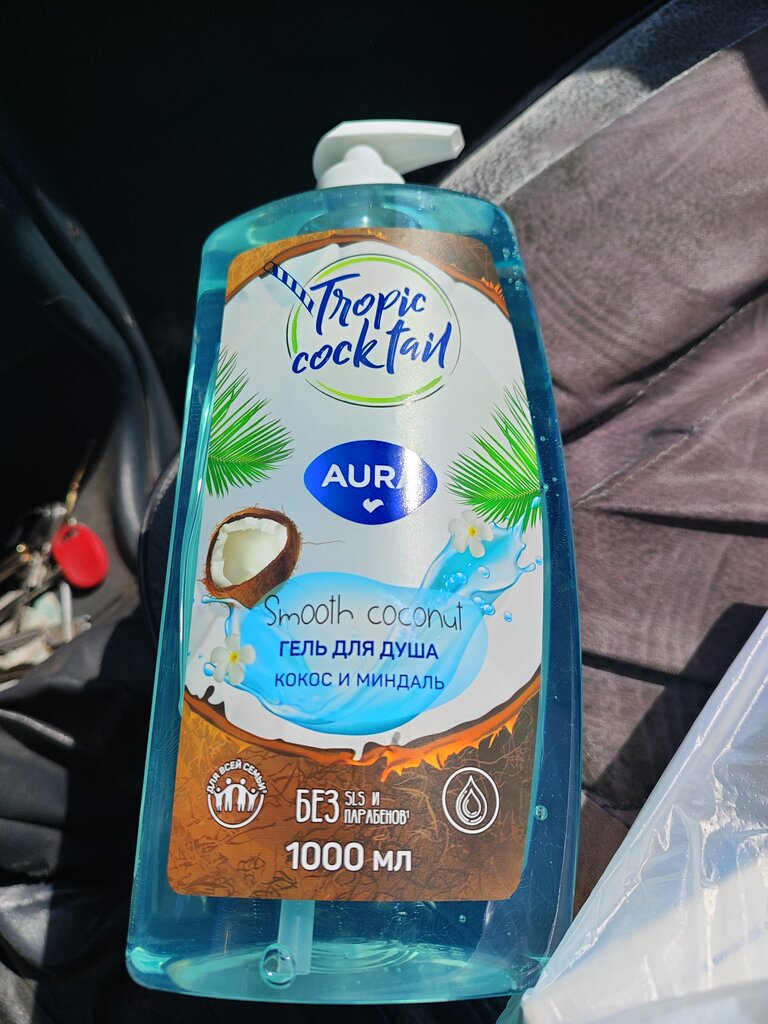 Tropic
cocktail
AURA
Smooth coconut
ГЕЛЬ ДЛЯ ДУША
КОКОС И МИНДАЛЬ
ДЛЯ ВСЕЙ СЕМЬИ
БЕЗ SLS И
ПАРАБЕНОВ¹
1000 мл